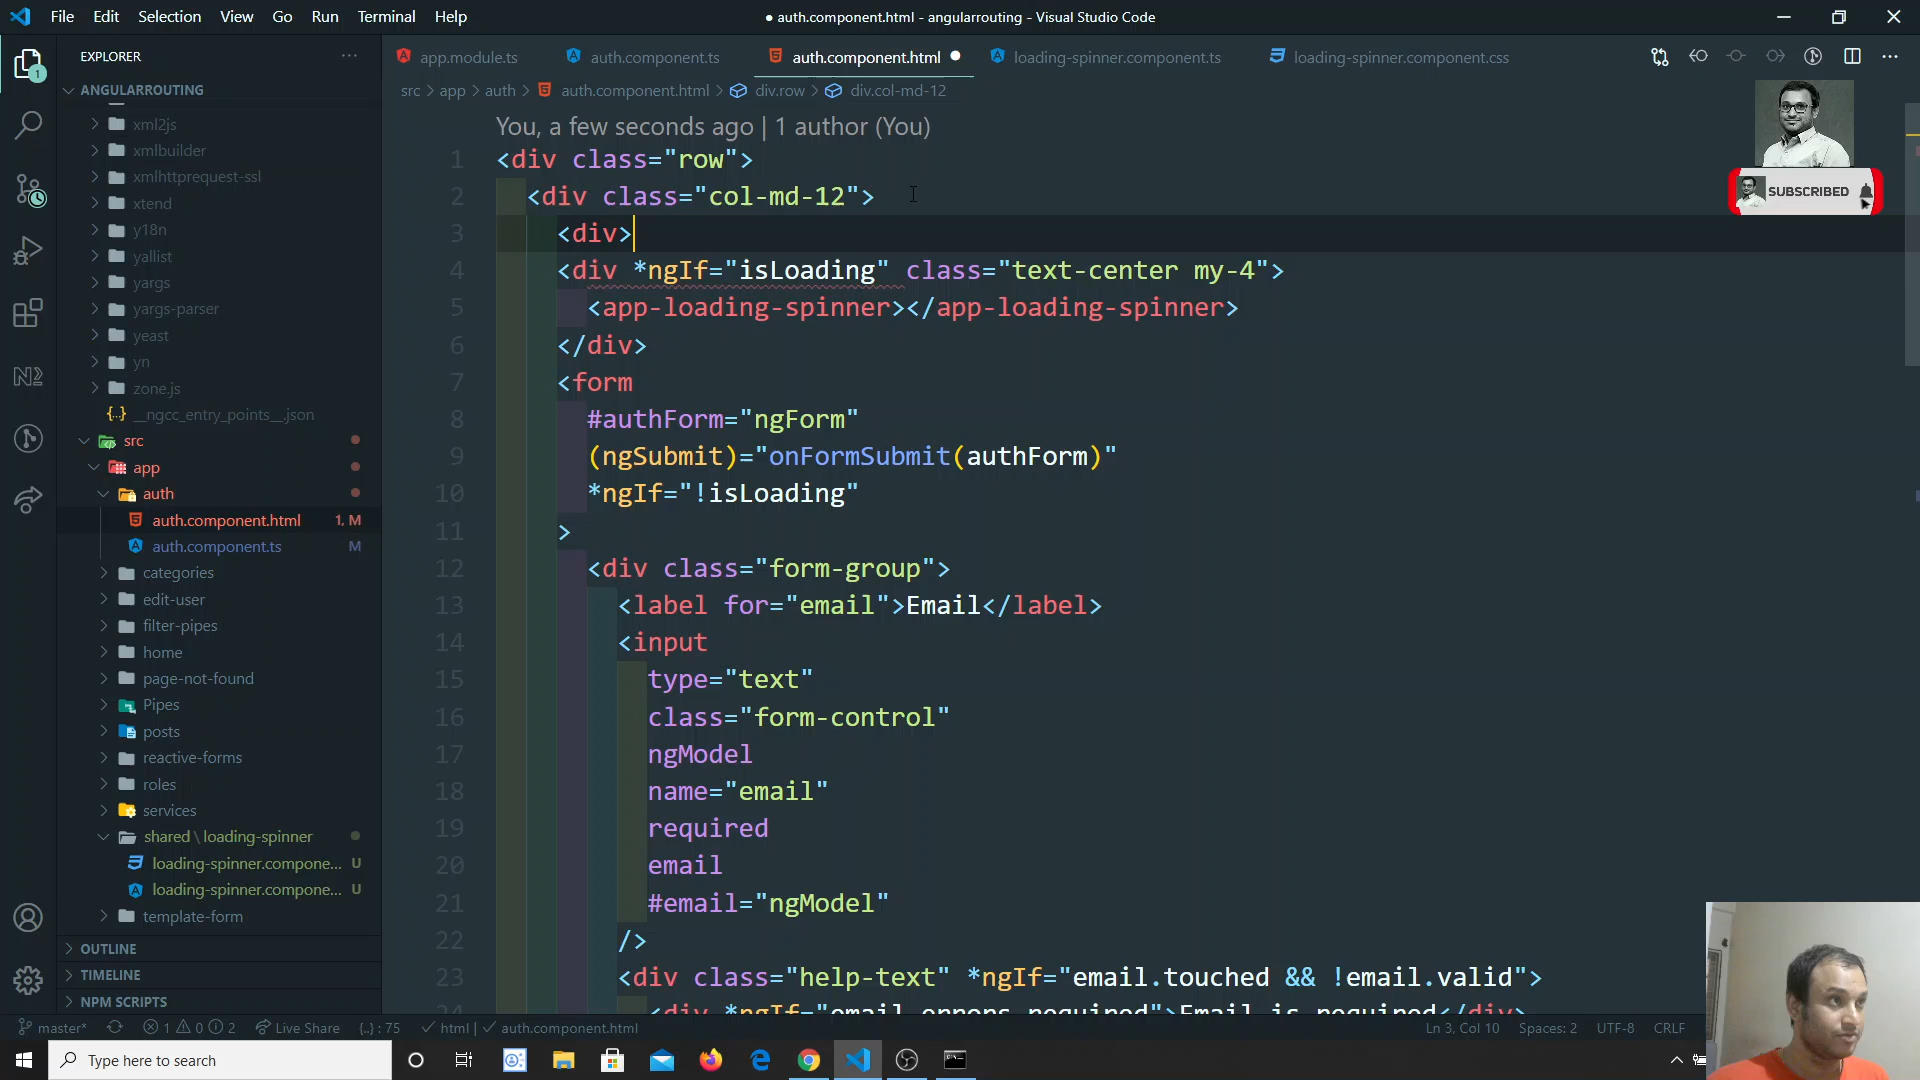 File Edit Selection View Go Run Terminal Help
● auth.component.html - angularrouting - Visual Studio Code
EXPLORER
app.module.ts
auth.component.ts
auth.component.html
loading-spinner.component.ts
loading-spinner.component.css
ANGULARROUTING
src > app > auth > auth.component.html > div.row > div.col-md-12
xml2js
xmlbuilder
xmlhttprequest-ssl
xtend
y18n
yallist
yargs
yargs-parser
yeast
yn
zone.js
{..} __ngcc_entry_points__.json
src
app
auth
auth.component.html 1, M
auth.component.ts M
categories
edit-user
filter-pipes
home
page-not-found
Pipes
posts
reactive-forms
roles
services
shared \ loading-spinner
loading-spinner.compone... U
loading-spinner.compone... U
template-form
OUTLINE
TIMELINE
NPM SCRIPTS
You, a few seconds ago | 1 author (You)
1 <div class="row">
2 <div class="col-md-12">
3 <div>
4 <div *ngIf="isLoading" class="text-center my-4">
5 <app-loading-spinner></app-loading-spinner>
6 </div>
7 <form
8 #authForm="ngForm"
9 (ngSubmit)="onFormSubmit(authForm)"
10 *ngIf="!isLoading"
11 >
12 <div class="form-group">
13 <label for="email">Email</label>
14 <input
15 type="text"
16 class="form-control"
17 ngModel
18 name="email"
19 required
20 email
21 #email="ngModel"
22 />
23 <div class="help-text" *ngIf="email.touched && !email.valid">
24 <div *ngIf="email.errors.required">Email is required</div>
SUBSCRIBED
master* 1 0 2 Live Share {..} : 75 html | auth.component.html
Ln 3, Col 10 Spaces: 2 UTF-8 CRLF
Type here to search